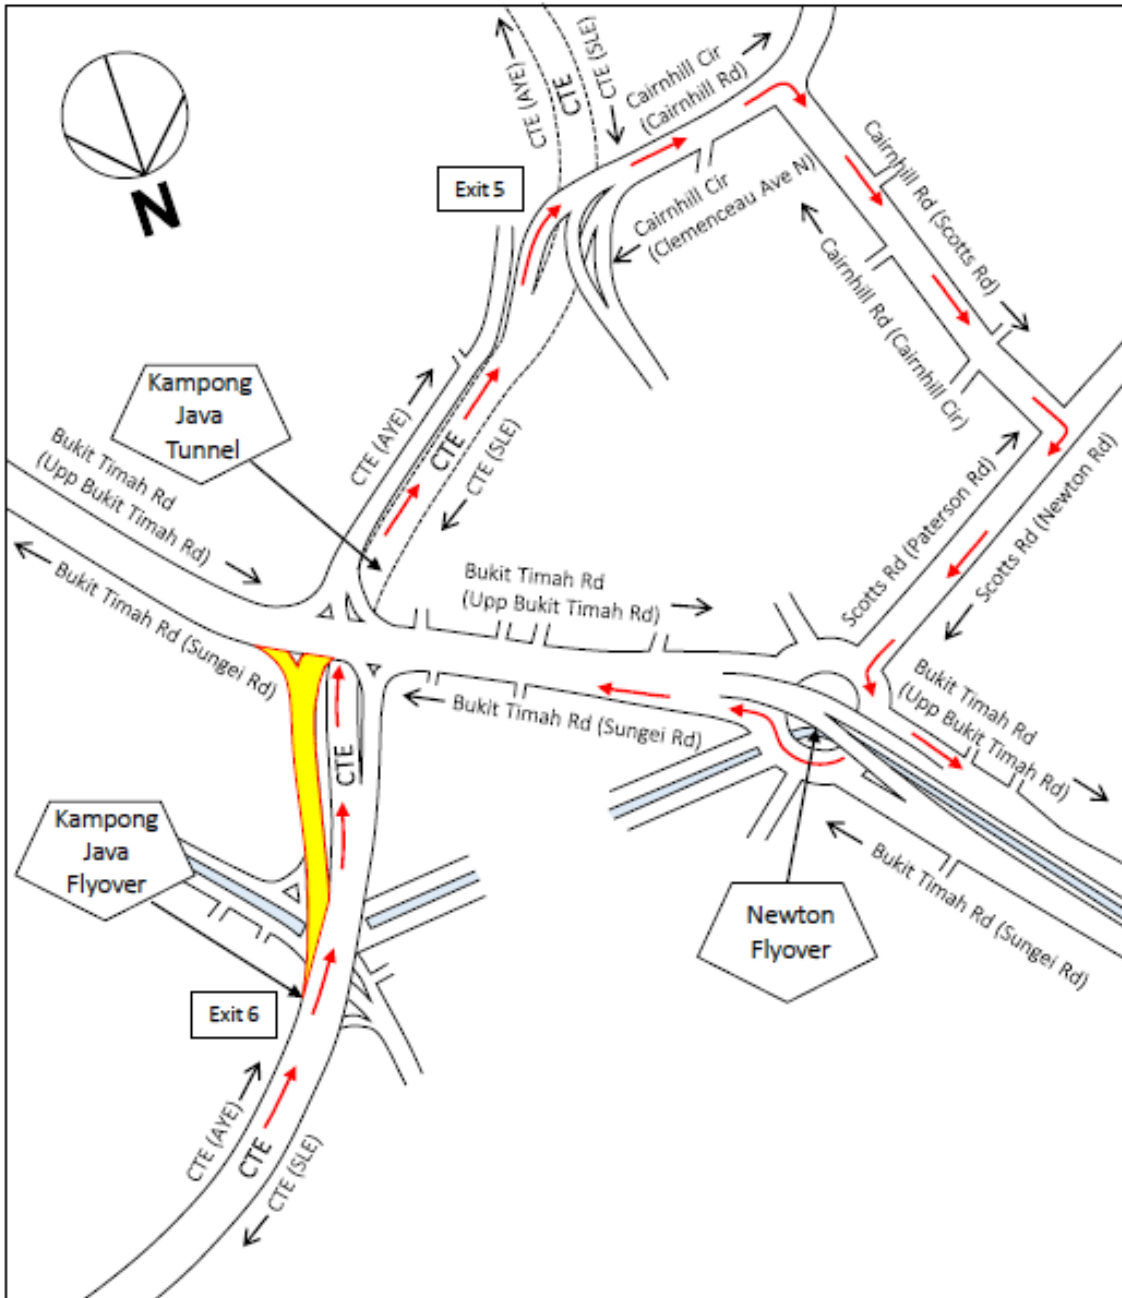 CTE (AYE)
CTE
CTE (SLE)
Cairnhill Cir
(Cairnhill Rd)
N
Exit 5
Cairnhill Cir
(Clemenceau Ave N)
Cairnhill Rd (Scotts Rd)
Cairnhill Rd (Cairnhill Cir)
Kampong
Java
Tunnel
CTE (AYE)
CTE
CTE (SLE)
Bukit Timah Rd
(Upp Bukit Timah Rd)
Bukit Timah Rd (Sungei Rd)
Bukit Timah Rd
(Upp Bukit Timah Rd)
Scotts Rd (Paterson Rd)
Scotts Rd (Newton Rd)
Bukit Timah Rd (Sungei Rd)
Bukit Timah Rd
(Upp Bukit Timah Rd)
CTE
Kampong
Java
Flyover
Newton
Flyover
Bukit Timah Rd (Sungei Rd)
Exit 6
CTE (AYE)
CTE
CTE (SLE)